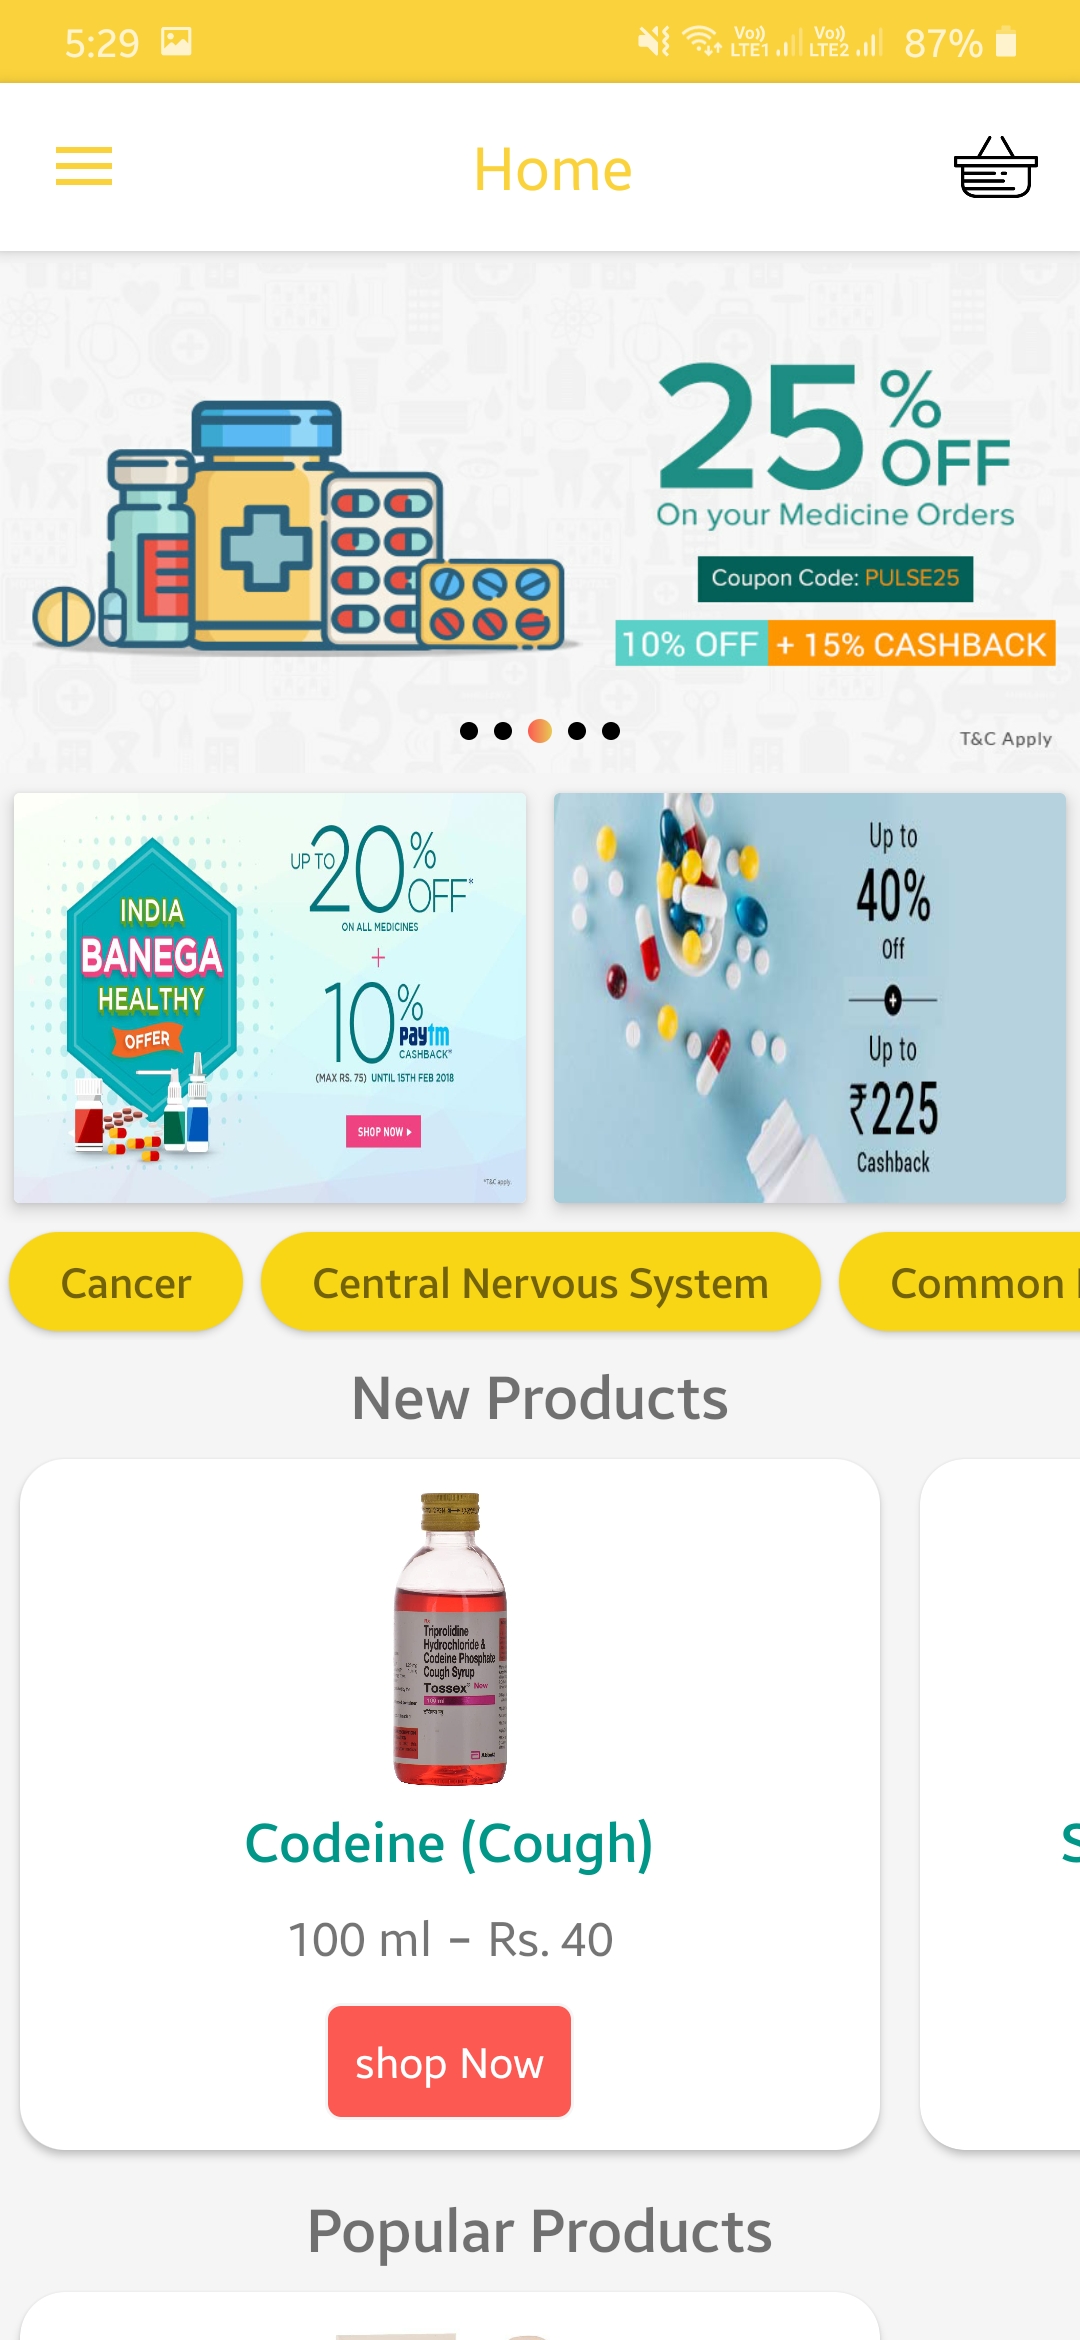 5:29
Vo)) LTE1 Vo)) LTE2 87%
Home
25% OFF
On your Medicine Orders
Coupon Code: PULSE25
10% OFF + 15% CASHBACK
T&C Apply
INDIA
BANEGA
HEALTHY
OFFER
UP TO 20% OFF*
ON ALL MEDICINES
+
10% paytm
CASHBACK*
(MAX RS. 75) UNTIL 15TH FEB 2018
SHOP NOW
*T&C apply.
Up to
40%
Off
+
Up to
₹225
Cashback
Cancer
Central Nervous System
Common
New Products
Triprolidine
Hydrochloride &
Codeine Phosphate
Cough Syrup
Tossex New
100 ml
Abbott
Codeine (Cough)
100 ml - Rs. 40
shop Now
Popular Products